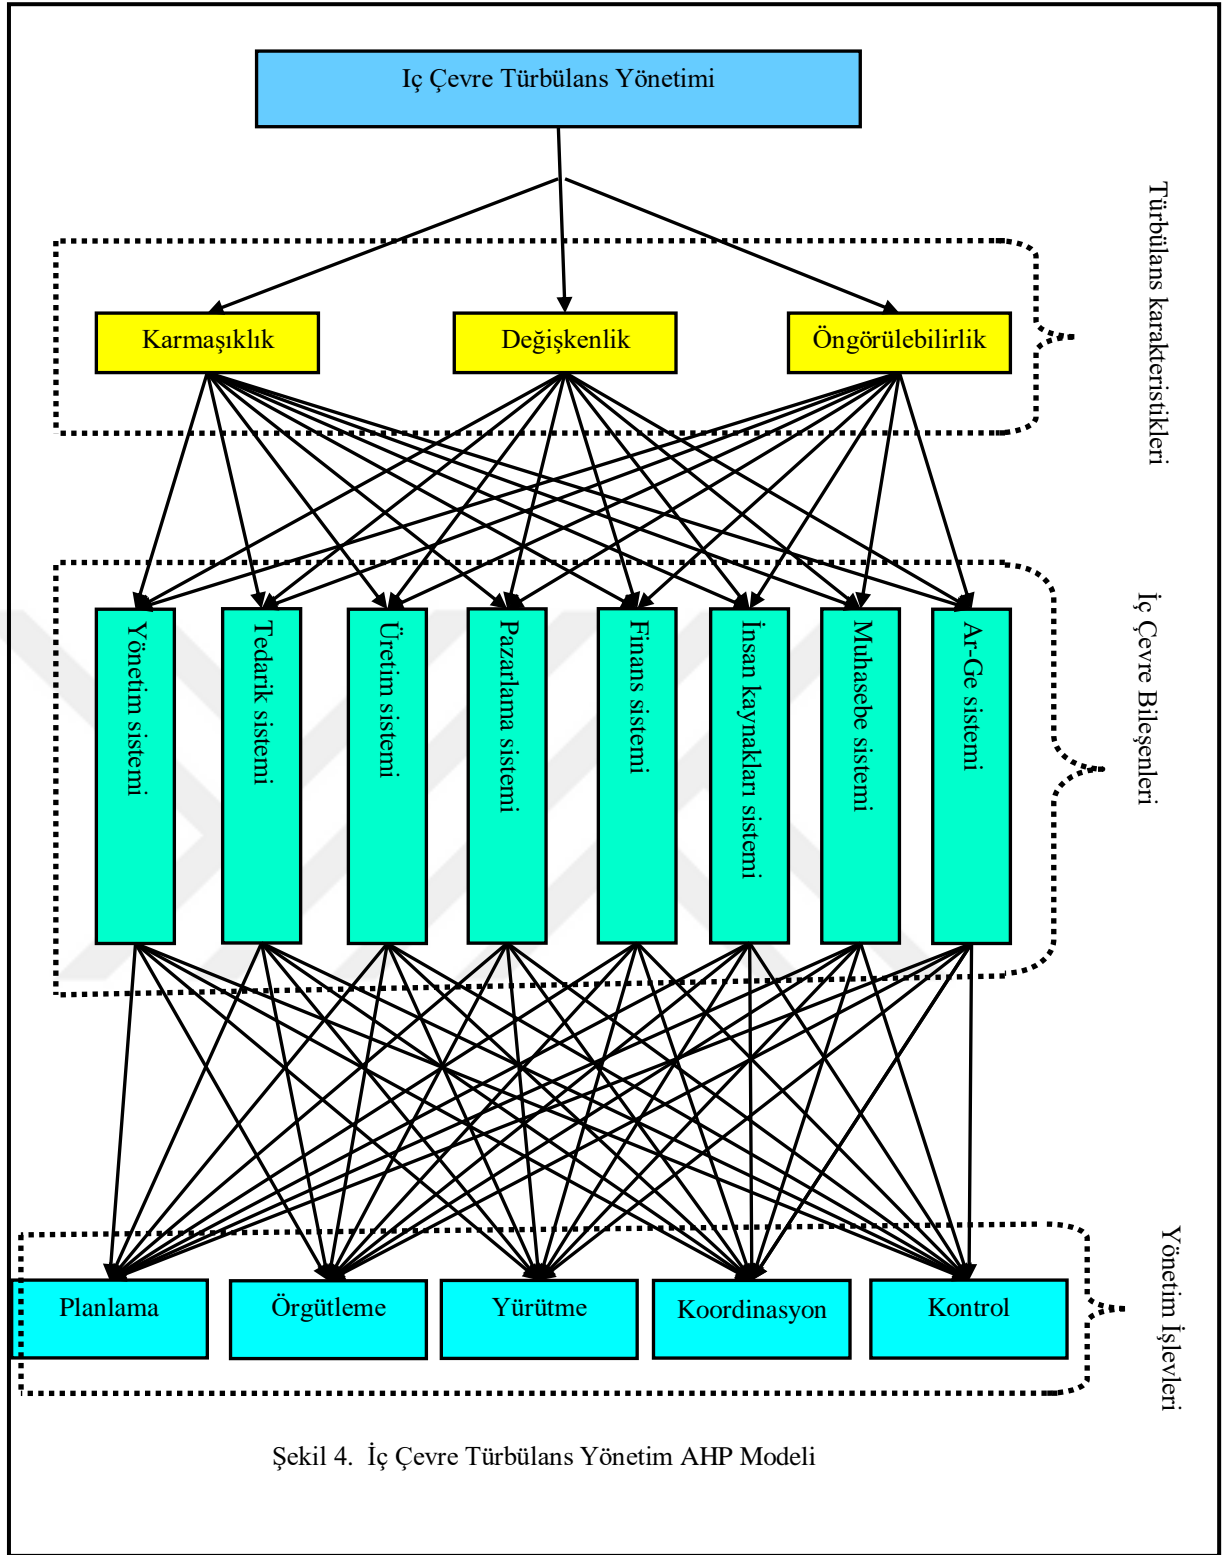 Iç Çevre Türbülans Yönetimi
Türbülans karakteristikleri
Karmaşıklık
Değişkenlik
Öngörülebilirlik
İç Çevre Bileşenleri
Yönetim sistemi
Tedarik sistemi
Üretim sistemi
Pazarlama sistemi
Finans sistemi
İnsan kaynakları sistemi
Muhasebe sistemi
Ar-Ge sistemi
Yönetim İşlevleri
Planlama
Örgütleme
Yürütme
Koordinasyon
Kontrol
Şekil 4. İç Çevre Türbülans Yönetim AHP Modeli